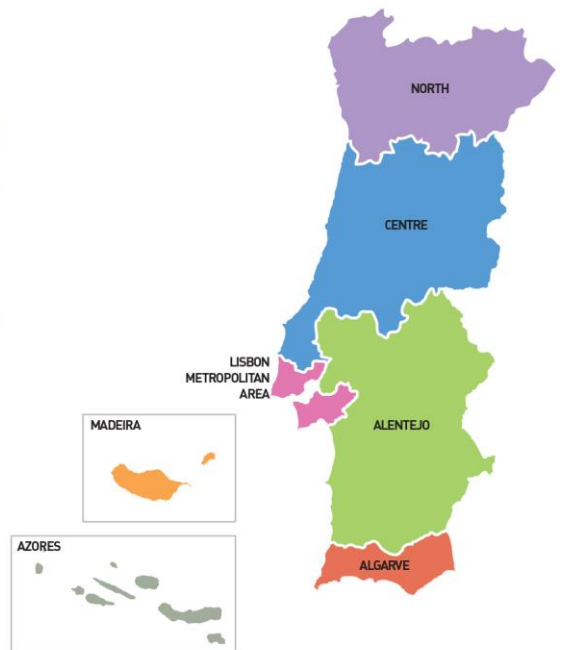 NORTH
CENTRE
LISBON
METROPOLITAN
AREA
ALENTEJO
MADEIRA
AZORES
ALGARVE